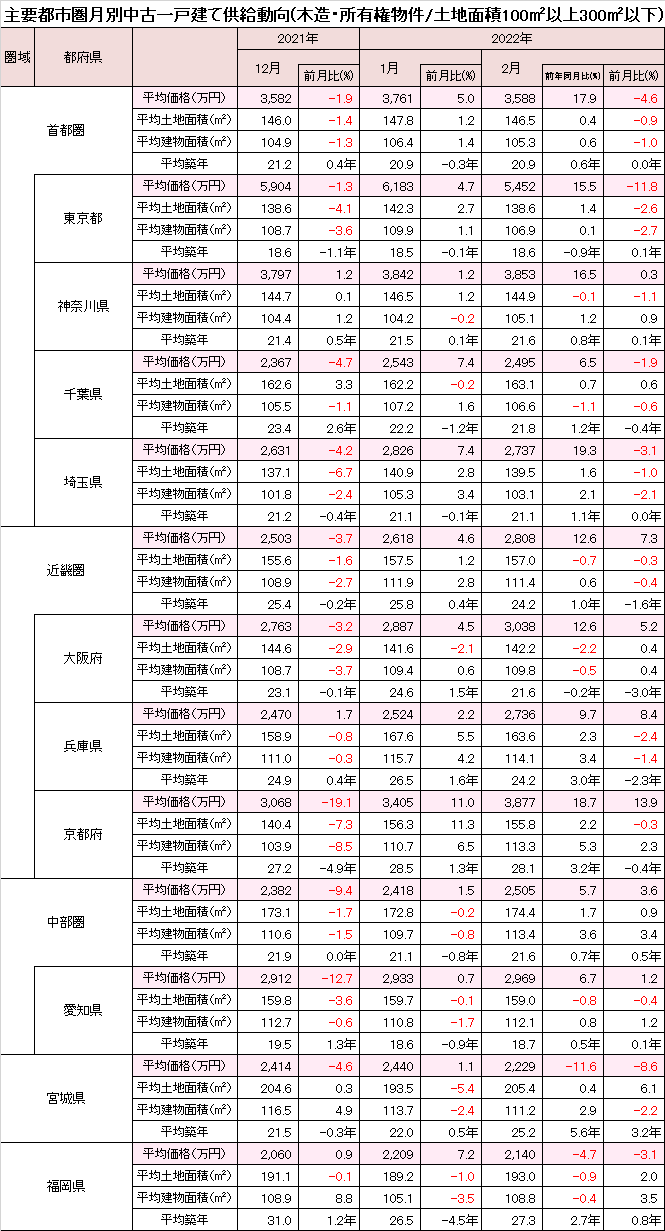 主要都市圏月別中古一戸建て供給動向(木造・所有権物件/土地面積100㎡以上300㎡以下)
圏域 都府県 2021年 2022年
12月 前月比(%) 1月 前月比(%) 2月 前年同月比(%) 前月比(%)
首都圏
平均価格(万円) 3,582 -1.9 3,761 5.0 3,588 17.9 -4.6
平均土地面積(㎡) 146.0 -1.4 147.8 1.2 146.5 0.4 -0.9
平均建物面積(㎡) 104.9 -1.3 106.4 1.4 105.3 0.6 -1.0
平均築年 21.2 0.4年 20.9 -0.3年 20.9 0.6年 0.0年
東京都
平均価格(万円) 5,904 -1.3 6,183 4.7 5,452 15.5 -11.8
平均土地面積(㎡) 138.6 -4.1 142.3 2.7 138.6 1.4 -2.6
平均建物面積(㎡) 108.7 -3.6 109.9 1.1 106.9 0.1 -2.7
平均築年 18.6 -1.1年 18.5 -0.1年 18.6 -0.9年 0.1年
神奈川県
平均価格(万円) 3,797 1.2 3,842 1.2 3,853 16.5 0.3
平均土地面積(㎡) 144.7 0.1 146.5 1.2 144.9 -0.1 -1.1
平均建物面積(㎡) 104.4 1.2 104.2 -0.2 105.1 1.2 0.9
平均築年 21.4 0.5年 21.5 0.1年 21.6 0.8年 0.1年
千葉県
平均価格(万円) 2,367 -4.7 2,543 7.4 2,495 6.5 -1.9
平均土地面積(㎡) 162.6 3.3 162.2 -0.2 163.1 0.7 0.6
平均建物面積(㎡) 105.5 -1.1 107.2 1.6 106.6 -1.1 -0.6
平均築年 23.4 2.6年 22.2 -1.2年 21.8 1.2年 -0.4年
埼玉県
平均価格(万円) 2,631 -4.2 2,826 7.4 2,737 19.3 -3.1
平均土地面積(㎡) 137.1 -6.7 140.9 2.8 139.5 1.6 -1.0
平均建物面積(㎡) 101.8 -2.4 105.3 3.4 103.1 2.1 -2.1
平均築年 21.2 -0.4年 21.1 -0.1年 21.1 1.1年 0.0年
近畿圏
平均価格(万円) 2,503 -3.7 2,618 4.6 2,808 12.6 7.3
平均土地面積(㎡) 155.6 -1.6 157.5 1.2 157.0 -0.7 -0.3
平均建物面積(㎡) 108.9 -2.7 111.9 2.8 111.4 0.6 -0.4
平均築年 25.4 -0.2年 25.8 0.4年 24.2 1.0年 -1.6年
大阪府
平均価格(万円) 2,763 -3.2 2,887 4.5 3,038 12.6 5.2
平均土地面積(㎡) 144.6 -2.9 141.6 -2.1 142.2 -2.2 0.4
平均建物面積(㎡) 108.7 -3.7 109.4 0.6 109.8 -0.5 0.4
平均築年 23.1 -0.1年 24.6 1.5年 21.6 -0.2年 -3.0年
兵庫県
平均価格(万円) 2,470 1.7 2,524 2.2 2,736 9.7 8.4
平均土地面積(㎡) 158.9 -0.8 167.6 5.5 163.6 2.3 -2.4
平均建物面積(㎡) 111.0 -0.3 115.7 4.2 114.1 3.4 -1.4
平均築年 24.9 0.4年 26.5 1.6年 24.2 3.0年 -2.3年
京都府
平均価格(万円) 3,068 -19.1 3,405 11.0 3,877 18.7 13.9
平均土地面積(㎡) 140.4 -7.3 156.3 11.3 155.8 2.2 -0.3
平均建物面積(㎡) 103.9 -8.5 110.7 6.5 113.3 5.3 2.3
平均築年 27.2 -4.9年 28.5 1.3年 28.1 3.2年 -0.4年
中部圏
平均価格(万円) 2,382 -9.4 2,418 1.5 2,505 5.7 3.6
平均土地面積(㎡) 173.1 -1.7 172.8 -0.2 174.4 1.7 0.9
平均建物面積(㎡) 110.6 -1.5 109.7 -0.8 113.4 3.6 3.4
平均築年 21.9 0.0年 21.1 -0.8年 21.6 0.7年 0.5年
愛知県
平均価格(万円) 2,912 -12.7 2,933 0.7 2,969 6.7 1.2
平均土地面積(㎡) 159.8 -3.6 159.7 -0.1 159.0 -0.8 -0.4
平均建物面積(㎡) 112.7 -0.6 110.8 -1.7 112.1 0.8 1.2
平均築年 19.5 1.3年 18.6 -0.9年 18.7 0.5年 0.1年
宮城県
平均価格(万円) 2,414 -4.6 2,440 1.1 2,229 -11.6 -8.6
平均土地面積(㎡) 204.6 0.3 193.5 -5.4 205.4 0.4 6.1
平均建物面積(㎡) 116.5 4.9 113.7 -2.4 111.2 2.9 -2.2
平均築年 21.5 -0.3年 22.0 0.5年 25.2 5.6年 3.2年
福岡県
平均価格(万円) 2,060 0.9 2,209 7.2 2,140 -4.7 -3.1
平均土地面積(㎡) 191.1 -0.1 189.2 -1.0 193.0 -0.9 2.0
平均建物面積(㎡) 108.9 8.8 105.1 -3.5 108.8 -0.4 3.5
平均築年 31.0 1.2年 26.5 -4.5年 27.3 2.7年 0.8年